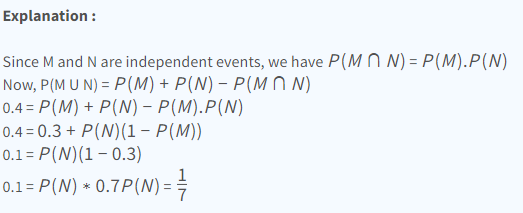 Explanation :
Since M and N are independent events, we have P(M ∩ N) = P(M).P(N)
Now, P(M U N) = P(M) + P(N) − P(M ∩ N)
0.4 = P(M) + P(N) − P(M).P(N)
0.4 = 0.3 + P(N)(1 − P(M))
0.1 = P(N)(1 − 0.3)
0.1 = P(N) * 0.7P(N) = 1/7